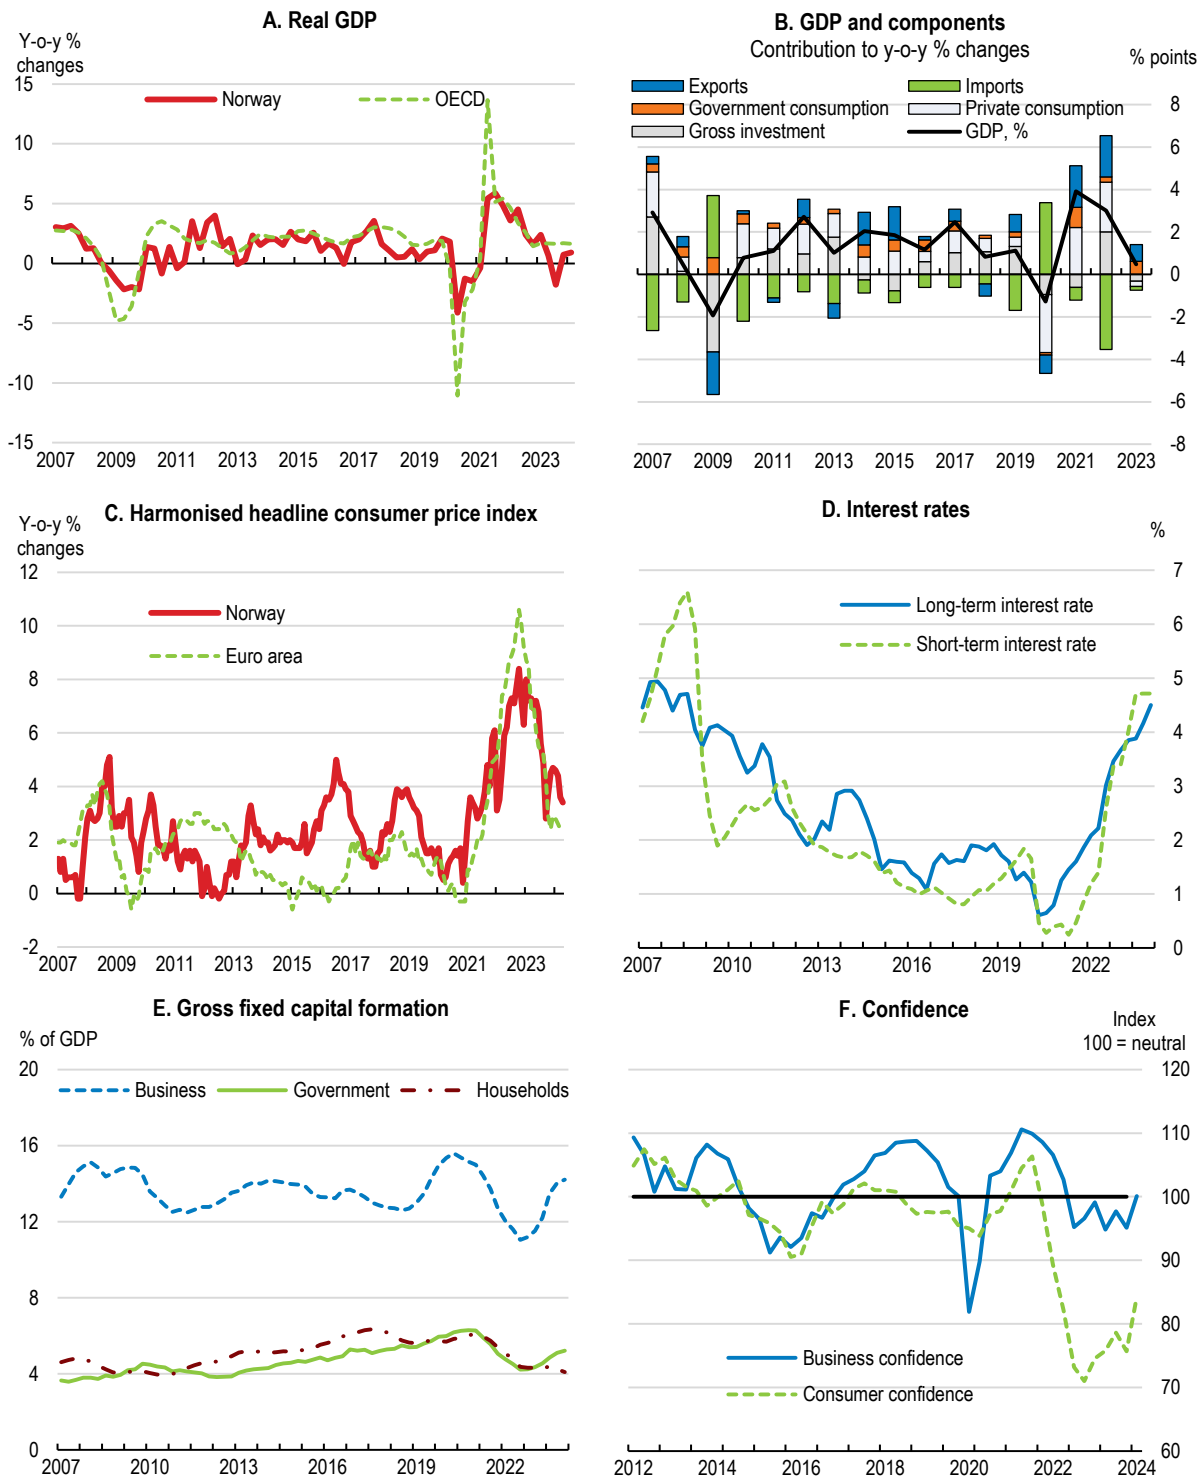 A. Real GDP
Y-o-y %
changes
Norway
OECD
15
10
5
0
-5
-10
-15
2007 2009 2011 2013 2015 2017 2019 2021 2023
B. GDP and components
Contribution to y-o-y % changes
% points
Exports
Imports
Government consumption
Private consumption
Gross investment
GDP, %
8
6
4
2
0
-2
-4
-6
-8
2007 2009 2011 2013 2015 2017 2019 2021 2023
C. Harmonised headline consumer price index
Y-o-y %
changes
Norway
Euro area
12
10
8
6
4
2
0
-2
2007 2009 2011 2013 2015 2017 2019 2021 2023
D. Interest rates
%
Long-term interest rate
Short-term interest rate
7
6
5
4
3
2
1
0
2007 2010 2013 2016 2019 2022
E. Gross fixed capital formation
% of GDP
Business
Government
Households
20
16
12
8
4
0
2007 2010 2013 2016 2019 2022
F. Confidence
Index
100 = neutral
Business confidence
Consumer confidence
120
110
100
90
80
70
60
2012 2014 2016 2018 2020 2022 2024